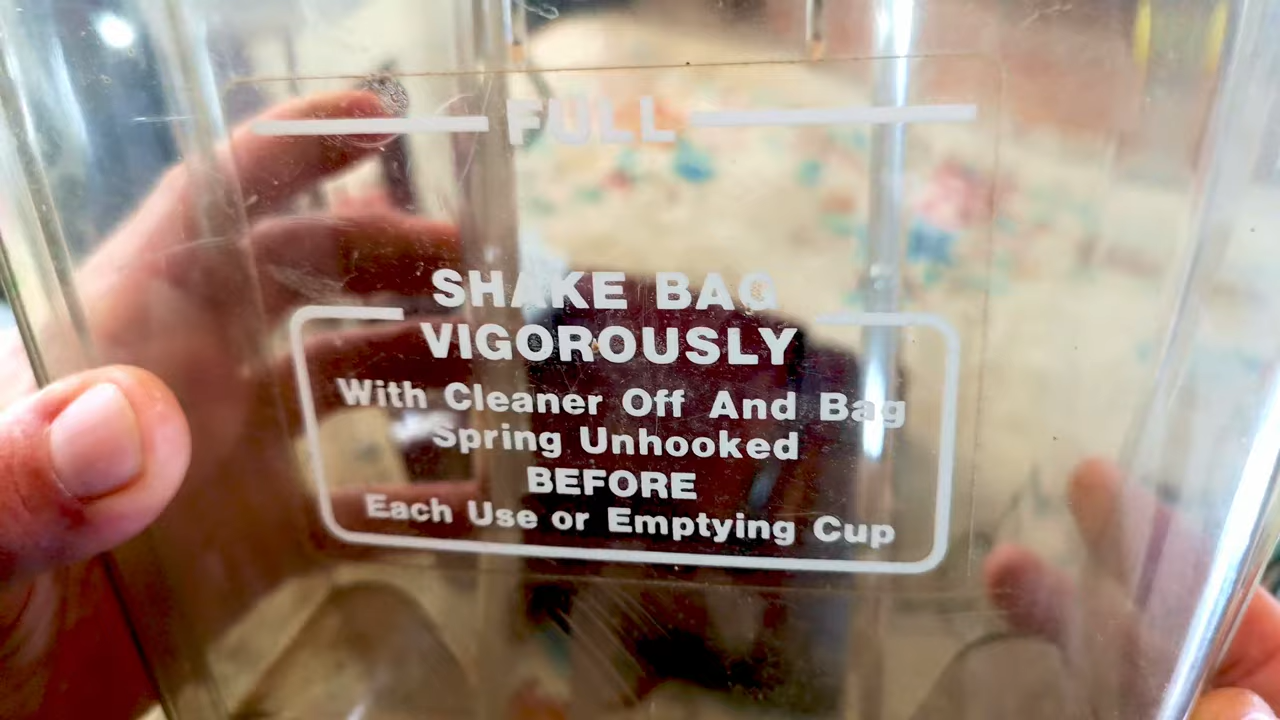 FULL
SHAKE BAG
VIGOROUSLY
With Cleaner Off And Bag
Spring Unhooked
BEFORE
Each Use or Emptying Cup